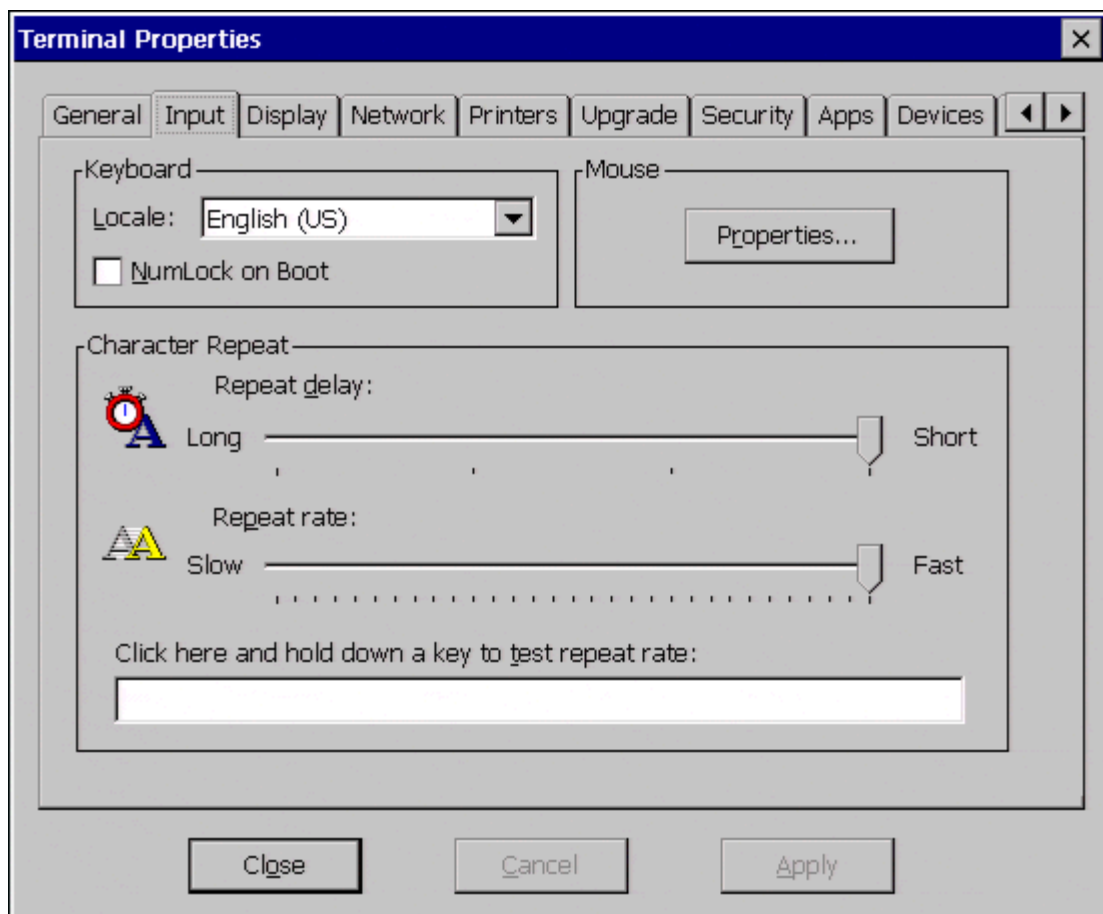 Terminal Properties
General Input Display Network Printers Upgrade Security Apps Devices
Keyboard
Locale: English (US)
NumLock on Boot
Mouse
Properties...
Character Repeat
Repeat delay:
Long Short
Repeat rate:
Slow Fast
Click here and hold down a key to test repeat rate:
Close Cancel Apply